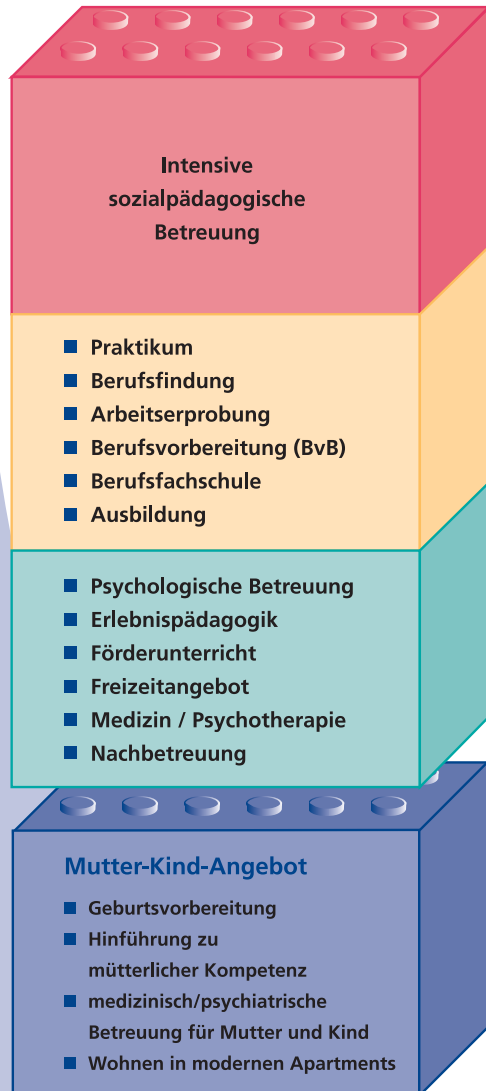 Intensive
sozialpädagogische
Betreuung
■ Praktikum
■ Berufsfindung
■ Arbeitserprobung
■ Berufsvorbereitung (BvB)
■ Berufsfachschule
■ Ausbildung
■ Psychologische Betreuung
■ Erlebnispädagogik
■ Förderunterricht
■ Freizeitangebot
■ Medizin / Psychotherapie
■ Nachbetreuung
Mutter-Kind-Angebot
■ Geburtsvorbereitung
■ Hinführung zu
mütterlicher Kompetenz
■ medizinisch/psychiatrische
Betreuung für Mutter und Kind
■ Wohnen in modernen Apartments